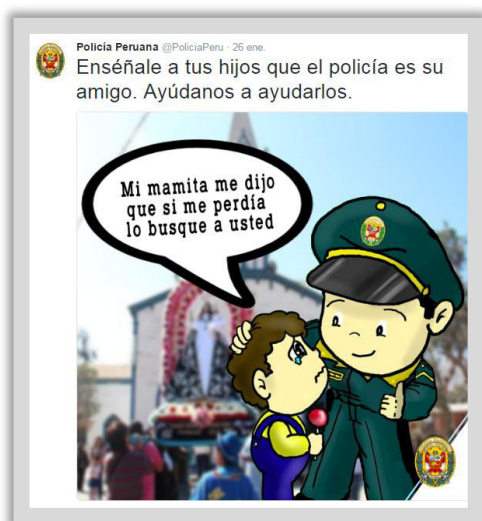 Policía Peruana @PoliciaPeru · 26 ene.
Enséñale a tus hijos que el policía es su
amigo. Ayúdanos a ayudarlos.
Mi mamita me dijo
que si me perdía
lo busque a usted